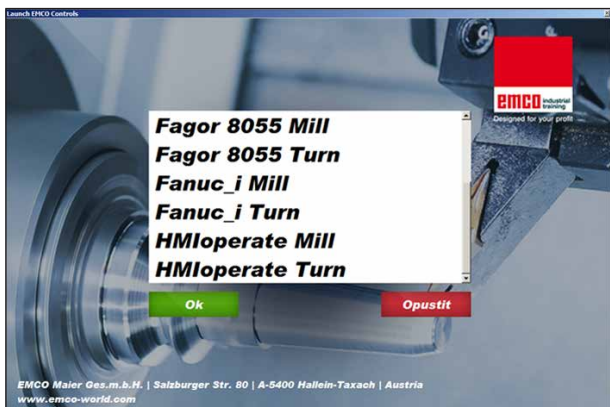 Launch EMCO Controls
emco industrial
training
Designed for your profit
Fagor 8055 Mill
Fagor 8055 Turn
Fanuc_i Mill
Fanuc_i Turn
HMIoperate Mill
HMIoperate Turn
Ok
Opustit
EMCO Maier Ges.m.b.H. | Salzburger Str. 80 | A-5400 Hallein-Taxach | Austria
www.emco-world.com